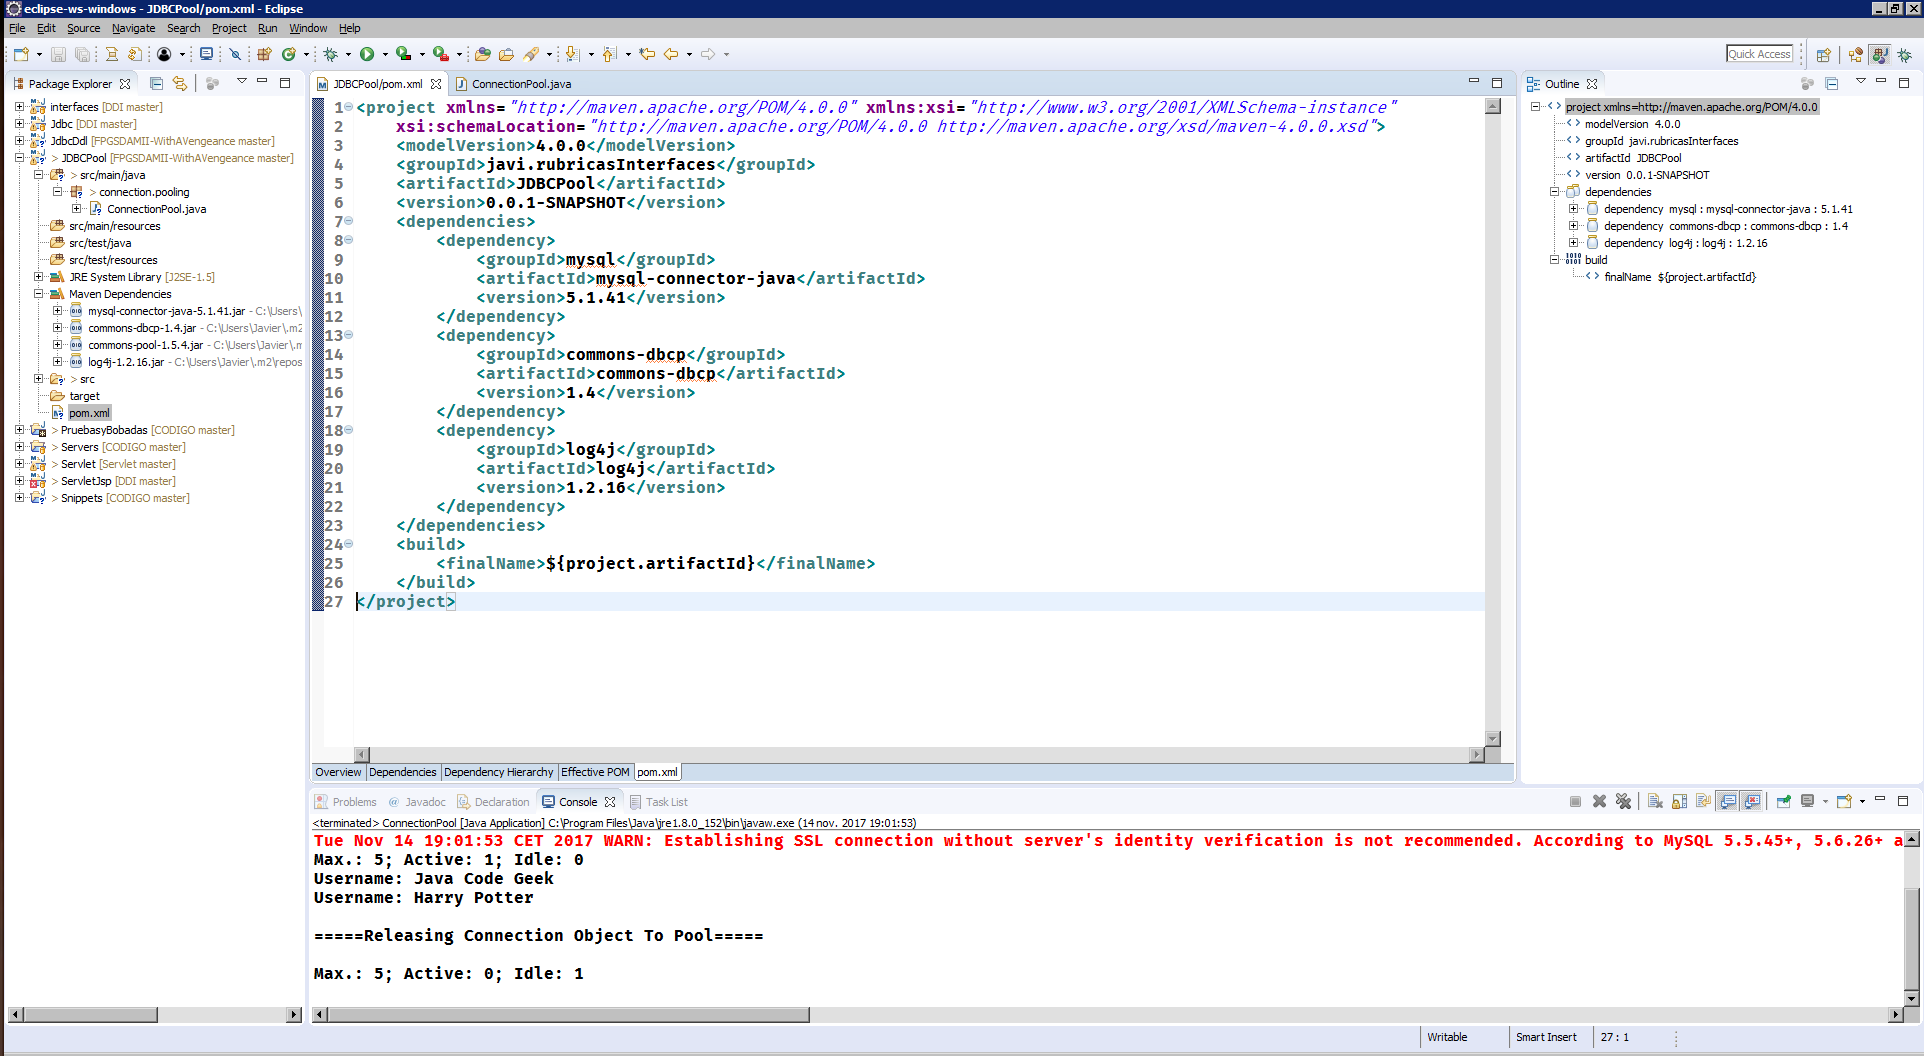 eclipse-ws-windows - JDBCPool/pom.xml - Eclipse
File Edit Source Navigate Search Project Run Window Help
Quick Access
Package Explorer
interfaces [DDI master]
Jdbc [DDI master]
JdbcDdl [FPGSDAMII-WithAVengeance master]
> JDBCPool [FPGSDAMII-WithAVengeance master]
> src/main/java
> connection.pooling
ConnectionPool.java
src/main/resources
src/test/java
src/test/resources
JRE System Library [J2SE-1.5]
Maven Dependencies
mysql-connector-java-5.1.41.jar - C:\Users\
commons-dbcp-1.4.jar - C:\Users\Javier\.m2
commons-pool-1.5.4.jar - C:\Users\Javier\.m
log4j-1.2.16.jar - C:\Users\Javier\.m2\repos
> src
target
pom.xml
> PruebasyBobadas [CODIGO master]
> Servers [CODIGO master]
> Servlet [Servlet master]
> ServletJsp [DDI master]
> Snippets [CODIGO master]
JDBCPool/pom.xml ConnectionPool.java
1 <project xmlns="http://maven.apache.org/POM/4.0.0" xmlns:xsi="http://www.w3.org/2001/XMLSchema-instance"
2 xsi:schemaLocation="http://maven.apache.org/POM/4.0.0 http://maven.apache.org/xsd/maven-4.0.0.xsd">
3 <modelVersion>4.0.0</modelVersion>
4 <groupId>javi.rubricasInterfaces</groupId>
5 <artifactId>JDBCPool</artifactId>
6 <version>0.0.1-SNAPSHOT</version>
7 <dependencies>
8 <dependency>
9 <groupId>mysql</groupId>
10 <artifactId>mysql-connector-java</artifactId>
11 <version>5.1.41</version>
12 </dependency>
13 <dependency>
14 <groupId>commons-dbcp</groupId>
15 <artifactId>commons-dbcp</artifactId>
16 <version>1.4</version>
17 </dependency>
18 <dependency>
19 <groupId>log4j</groupId>
20 <artifactId>log4j</artifactId>
21 <version>1.2.16</version>
22 </dependency>
23 </dependencies>
24 <build>
25 <finalName>${project.artifactId}</finalName>
26 </build>
27 </project>
Overview Dependencies Dependency Hierarchy Effective POM pom.xml
Outline
project xmlns=http://maven.apache.org/POM/4.0.0
modelVersion 4.0.0
groupId javi.rubricasInterfaces
artifactId JDBCPool
version 0.0.1-SNAPSHOT
dependencies
dependency mysql : mysql-connector-java : 5.1.41
dependency commons-dbcp : commons-dbcp : 1.4
dependency log4j : log4j : 1.2.16
build
finalName ${project.artifactId}
Problems @ Javadoc Declaration Console Task List
<terminated> ConnectionPool [Java Application] C:\Program Files\Java\jre1.8.0_152\bin\javaw.exe (14 nov. 2017 19:01:53)
Tue Nov 14 19:01:53 CET 2017 WARN: Establishing SSL connection without server's identity verification is not recommended. According to MySQL 5.5.45+, 5.6.26+ a
Max.: 5; Active: 1; Idle: 0
Username: Java Code Geek
Username: Harry Potter
=====Releasing Connection Object To Pool=====
Max.: 5; Active: 0; Idle: 1
Writable Smart Insert 27 : 1